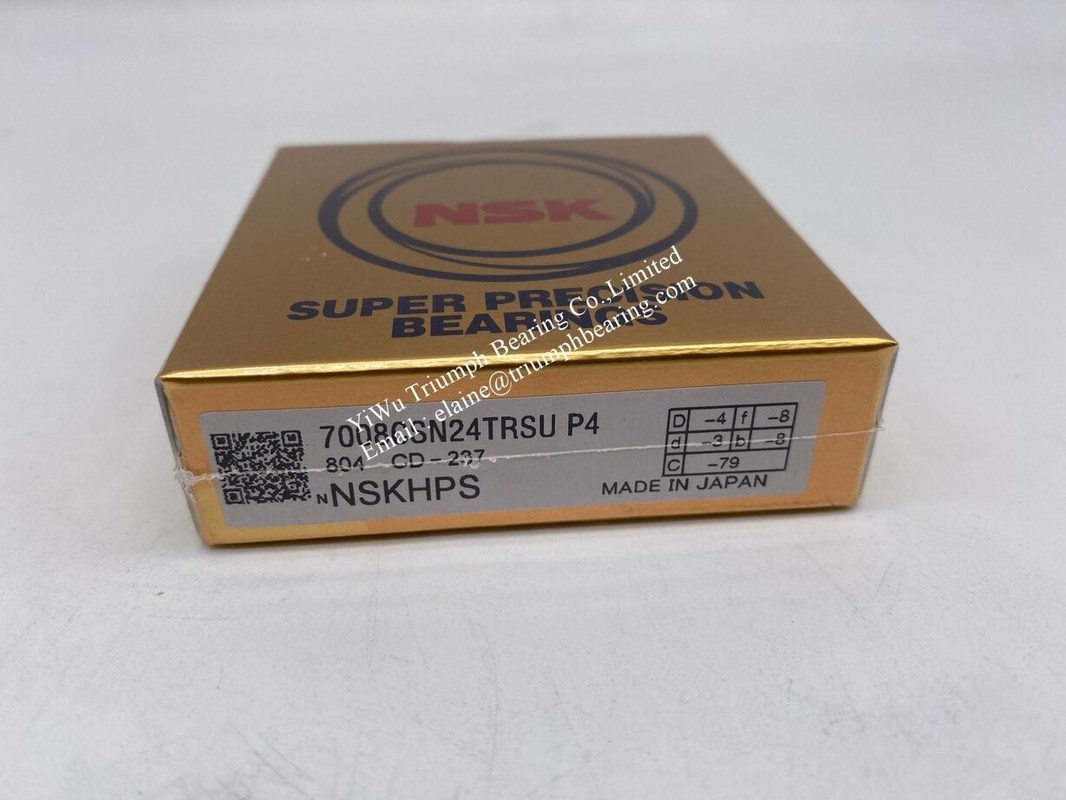 NSK
SUPER PRECISION
BEARINGS
YiWu Triumph Bearing Co.,Limited
Email: elaine@triumphbearing.com
7008CSN24TRSU P4
804 CD-237
NNSKHPS
MADE IN JAPAN
D -4 f -8
d -3 b -8
C -79